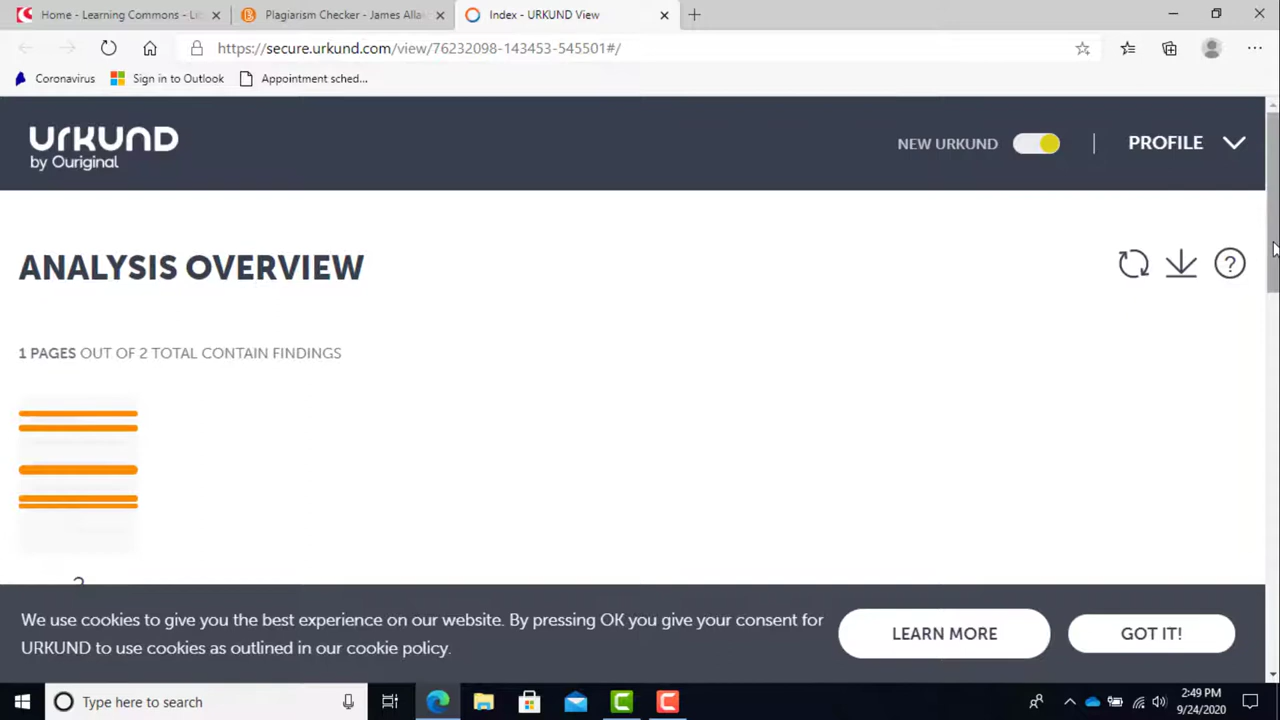 Home - Learning Commons - Lib
Plagiarism Checker - James Alla
Index - URKUND View
https://secure.urkund.com/view/76232098-143453-545501#/
Coronavirus
Sign in to Outlook
Appointment sched...
URKUND
by Ouriginal
NEW URKUND
PROFILE
ANALYSIS OVERVIEW
1 PAGES OUT OF 2 TOTAL CONTAIN FINDINGS
We use cookies to give you the best experience on our website. By pressing OK you give your consent for
URKUND to use cookies as outlined in our cookie policy.
LEARN MORE
GOT IT!
Type here to search
2:49 PM
9/24/2020